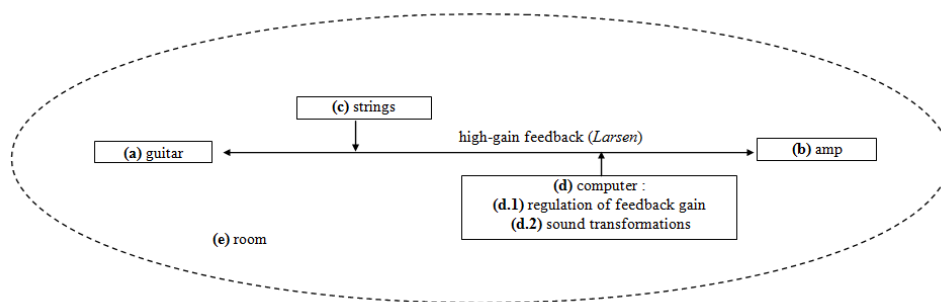 (c) strings
high-gain feedback (Larsen)
(a) guitar
(b) amp
(d) computer :
(d.1) regulation of feedback gain
(d.2) sound transformations
(e) room